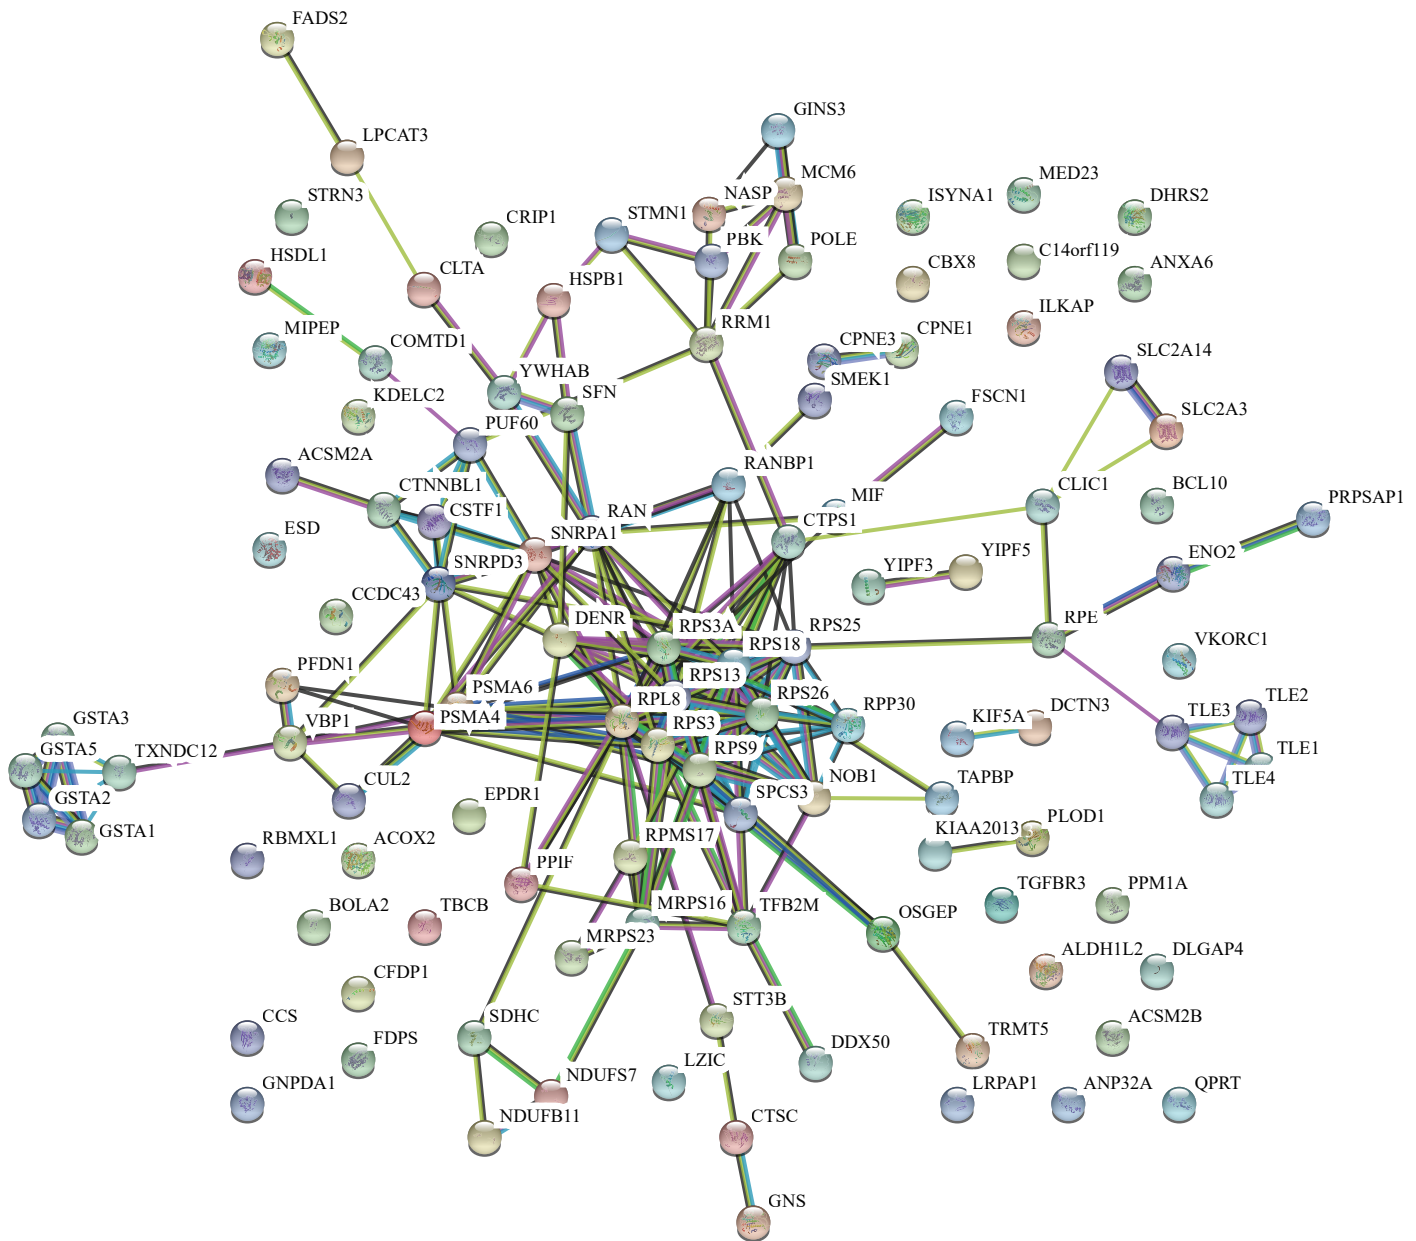 FADS2
GINS3
LPCAT3
MED23
MCM6
NASP
ISYNA1
DHRS2
STRN3
CRIP1
STMN1
PBK
POLE
C14orf119
HSDL1
CLTA
HSPB1
CBX8
ANXA6
ILKAP
MIPEP
COMTD1
RRM1
CPNE3
CPNE1
SLC2A14
YWHAB
SFN
SMEK1
FSCN1
SLC2A3
KDELC2
PUF60
ACSM2A
RANBP1
CTNNBL1
CSTF1
RAN
MIF
CLIC1
BCL10
PRPSAP1
ESD
SNRPA1
CTPS1
SNRPD3
YIPF3
YIPF5
ENO2
CCDC43
DENR
RPS3A
RPS25
RPS18
RPE
VKORC1
PFDN1
RPS13
PSMA6
RPL8
RPS26
RPP30
DCTN3
TLE2
GSTA3
VBP1
PSMA4
RPS3
KIF5A
TLE3
GSTA5
TXNDC12
RPS9
TLE1
GSTA2
CUL2
SPCS3
NOB1
TAPBP
TLE4
GSTA1
EPDR1
RPMS17
KIAA2013
PLOD1
RBMXL1
ACOX2
PPIF
TGFBR3
PPM1A
BOLA2
TBCB
MRPS16
TFB2M
OSGEP
MRPS23
ALDH1L2
DLGAP4
CFDP1
CCS
SDHC
STT3B
TRMT5
ACSM2B
FDPS
DDX50
GNPDA1
NDUFS7
LZIC
LRPAP1
ANP32A
QPRT
NDUFB11
CTSC
GNS